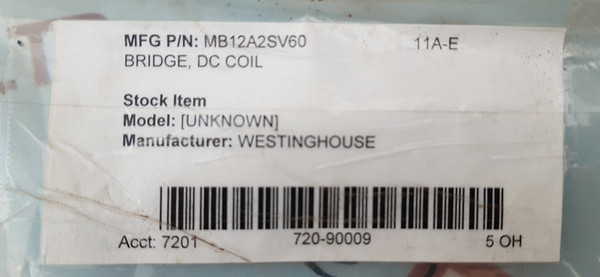 MFG P/N: MB12A2SV60 11A-E
BRIDGE, DC COIL
Stock Item
Model: [UNKNOWN]
Manufacturer: WESTINGHOUSE
Acct: 7201 720-90009 5 OH